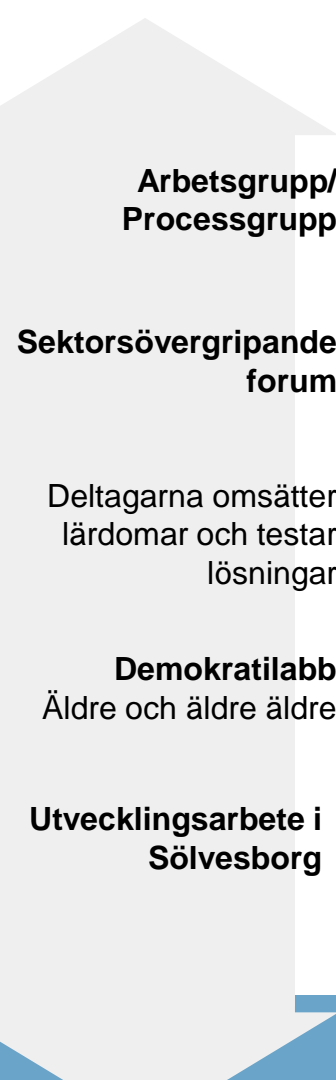 Arbetsgrupp/
Processgrupp
Sektorsövergripande
forum
Deltagarna omsätter
lärdomar och testar
lösningar
Demokratilabb
Äldre och äldre äldre
Utvecklingsarbete i
Sölvesborg